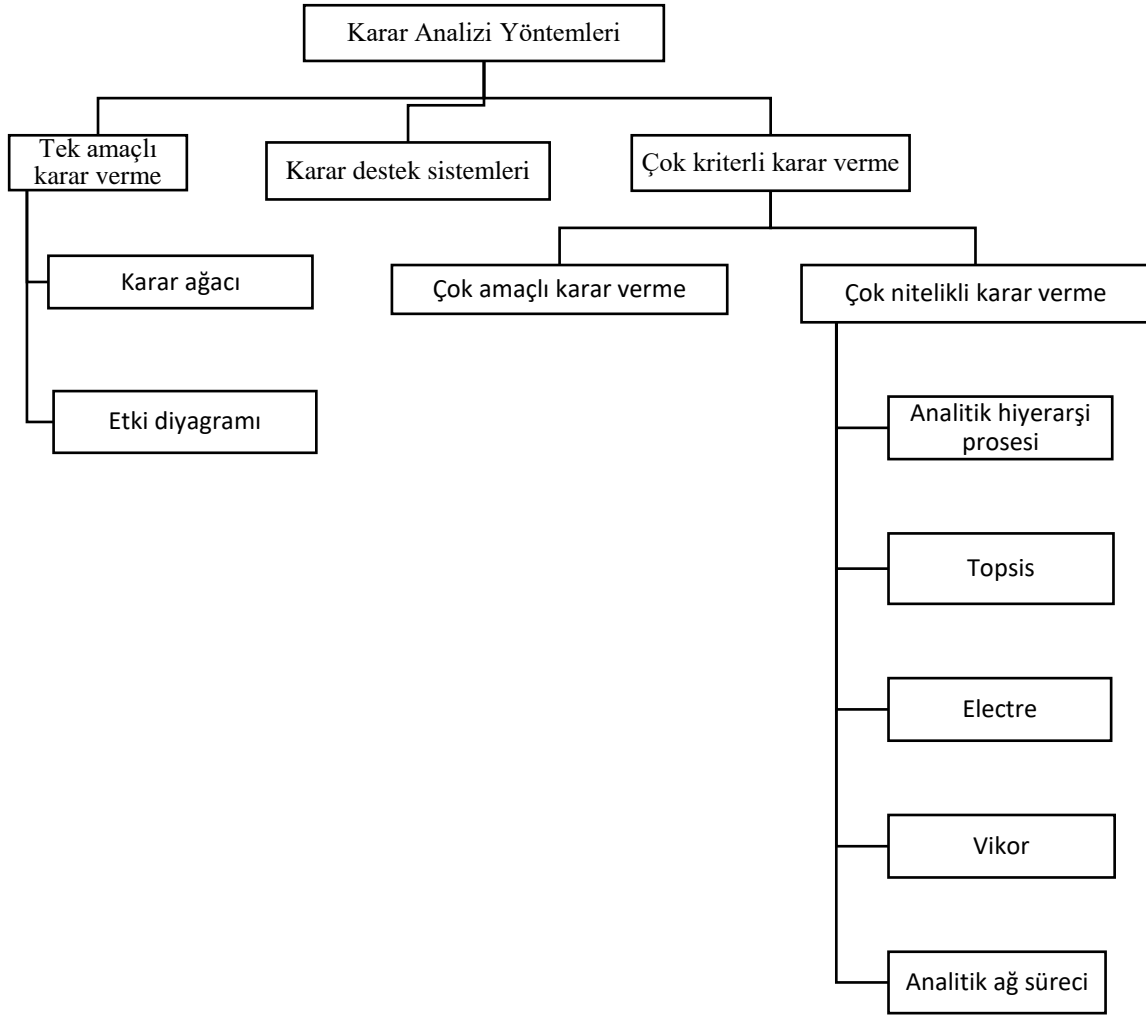 Karar Analizi Yöntemleri
Tek amaçlı
karar verme
Karar destek sistemleri
Çok kriterli karar verme
Karar ağacı
Çok amaçlı karar verme
Çok nitelikli karar verme
Etki diyagramı
Analitik hiyerarşi
prosesi
Topsis
Electre
Vikor
Analitik ağ süreci